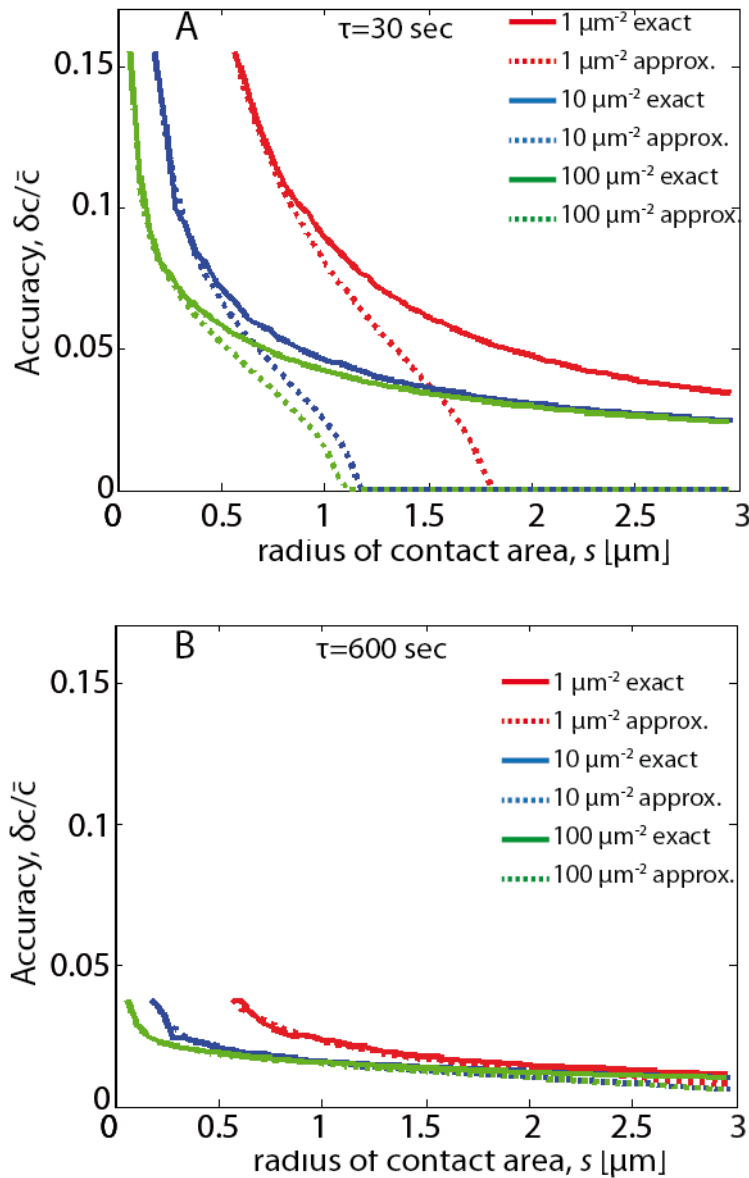 A
τ=30 sec
1 µm⁻² exact
1 µm⁻² approx.
10 µm⁻² exact
10 µm⁻² approx.
100 µm⁻² exact
100 µm⁻² approx.
Accuracy, δc/c̄
0.15
0.1
0.05
0
0 0.5 1 1.5 2 2.5 3
radius of contact area, s [µm]
B
τ=600 sec
1 µm⁻² exact
1 µm⁻² approx.
10 µm⁻² exact
10 µm⁻² approx.
100 µm⁻² exact
100 µm⁻² approx.
Accuracy, δc/c̄
0.15
0.1
0.05
0
0 0.5 1 1.5 2 2.5 3
radius of contact area, s [µm]